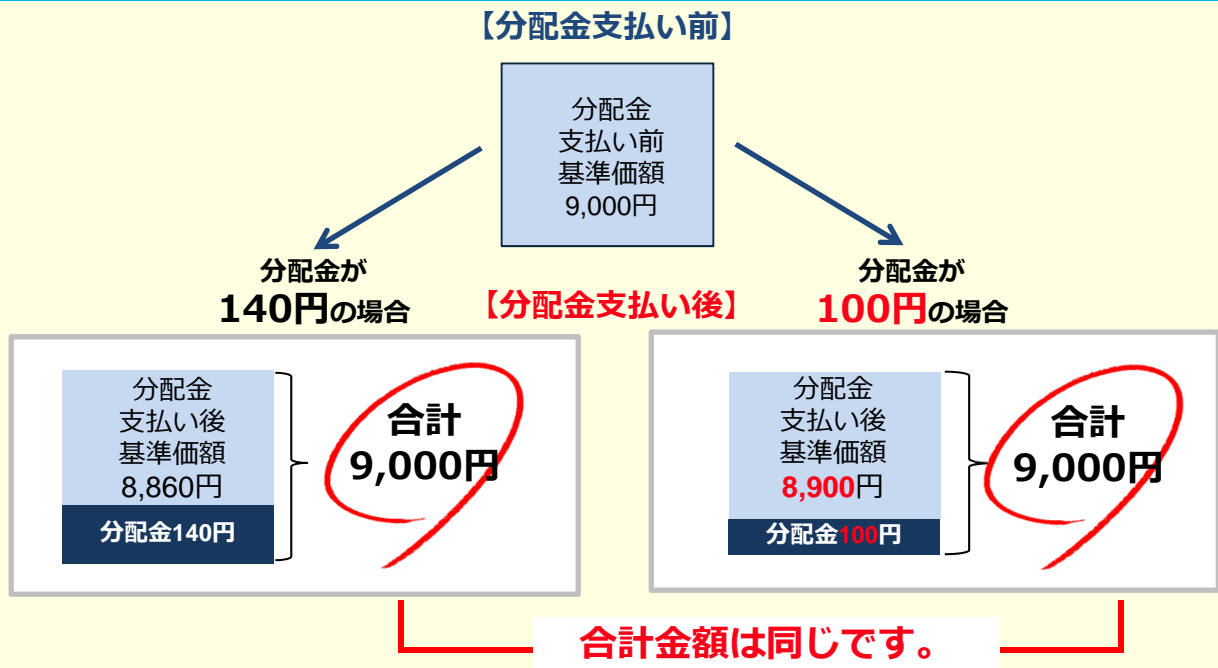 【分配金支払い前】
分配金
支払い前
基準価額
9,000円
分配金が
140円の場合
【分配金支払い後】
分配金が
100円の場合
分配金
支払い後
基準価額
8,860円
分配金140円
合計
9,000円
分配金
支払い後
基準価額
8,900円
分配金100円
合計
9,000円
合計金額は同じです。